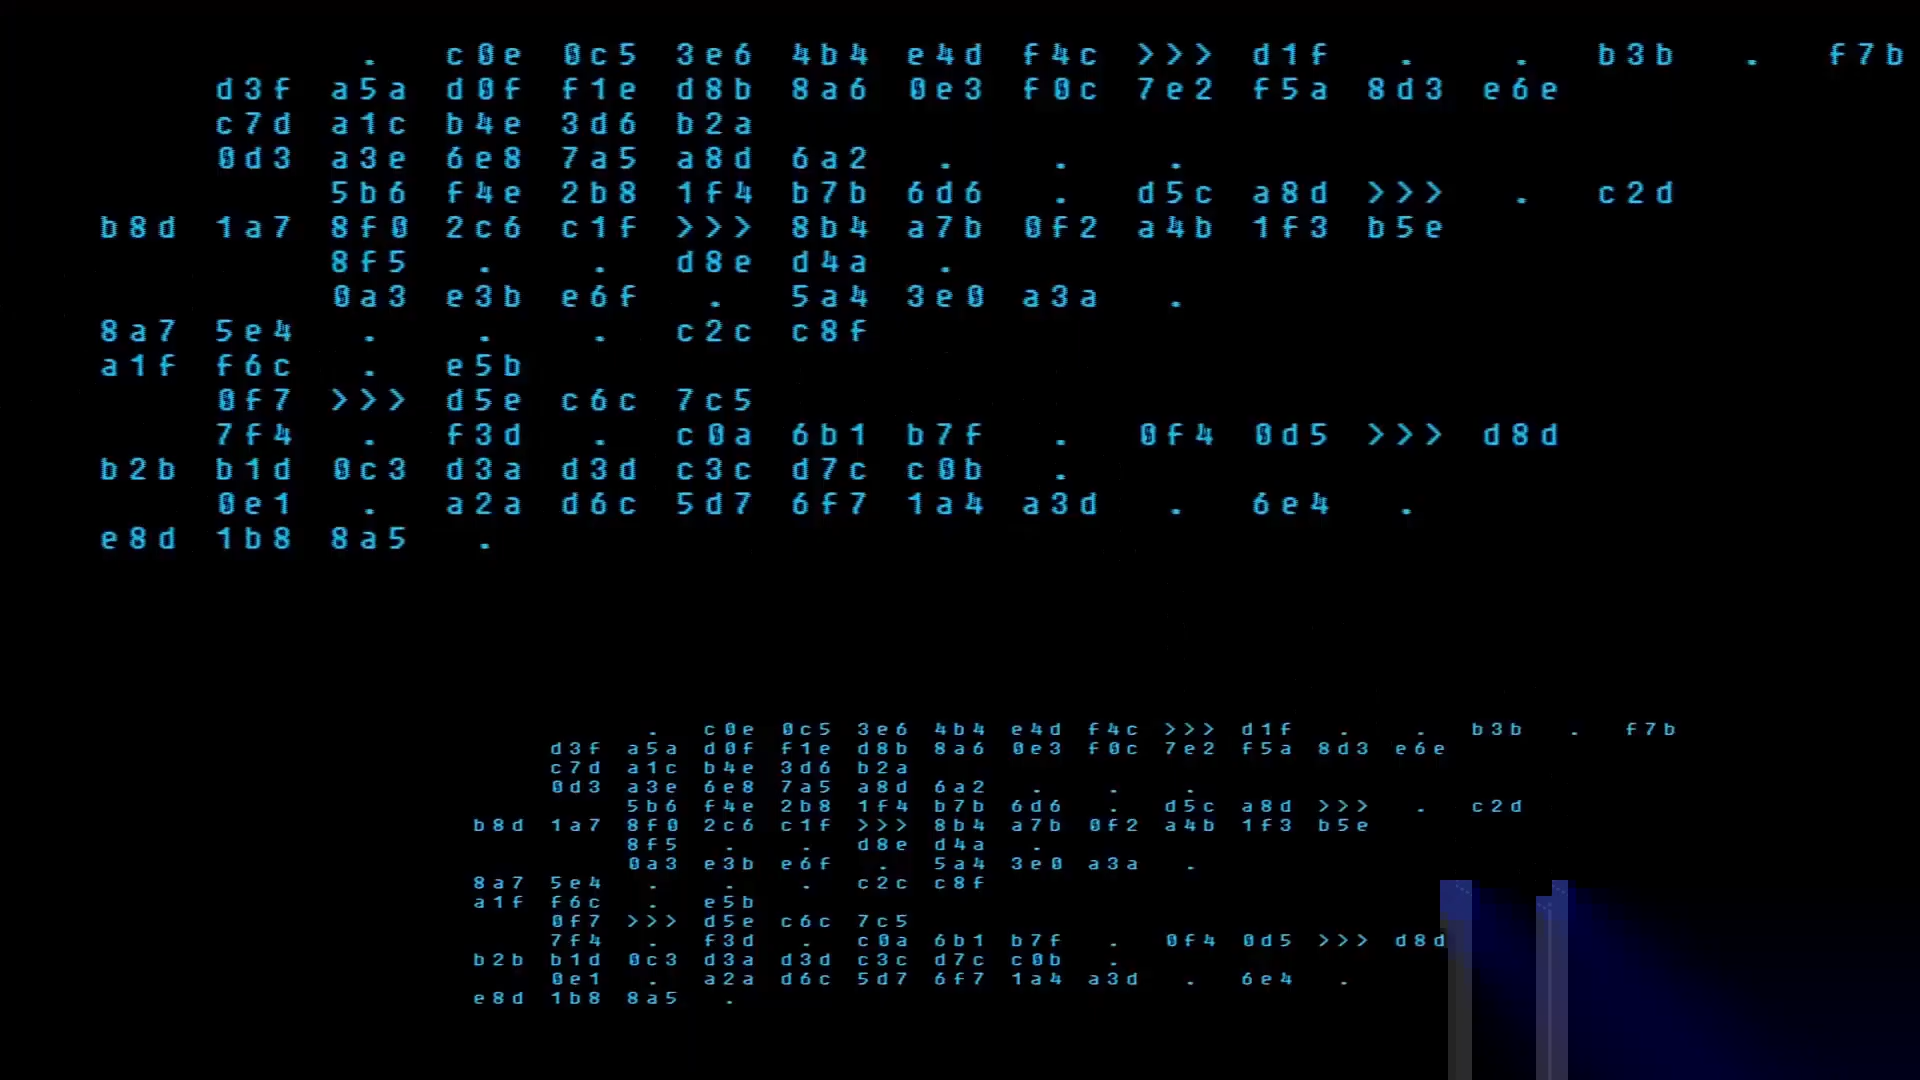 . c0e 0c5 3e6 4b4 e4d f4c >>> d1f . . b3b . f7b
d3f a5a d0f f1e d8b 8a6 0e3 f0c 7e2 f5a 8d3 e6e
c7d a1c b4e 3d6 b2a
0d3 a3e 6e8 7a5 a8d 6a2 . . .
5b6 f4e 2b8 1f4 b7b 6d6 . d5c a8d >>> . c2d
b8d 1a7 8f0 2c6 c1f >>> 8b4 a7b 0f2 a4b 1f3 b5e
8f5 . . d8e d4a .
0a3 e3b e6f . 5a4 3e0 a3a .
8a7 5e4 . . . c2c c8f
a1f f6c . e5b
0f7 >>> d5e c6c 7c5
7f4 . f3d . c0a 6b1 b7f . 0f4 0d5 >>> d8d
b2b b1d 0c3 d3a d3d c3c d7c c0b .
0e1 . a2a d6c 5d7 6f7 1a4 a3d . 6e4 .
e8d 1b8 8a5 .
. c0e 0c5 3e6 4b4 e4d f4c >>> d1f . . b3b . f7b
d3f a5a d0f f1e d8b 8a6 0e3 f0c 7e2 f5a 8d3 e6e
c7d a1c b4e 3d6 b2a
0d3 a3e 6e8 7a5 a8d 6a2 . . .
5b6 f4e 2b8 1f4 b7b 6d6 . d5c a8d >>> . c2d
b8d 1a7 8f0 2c6 c1f >>> 8b4 a7b 0f2 a4b 1f3 b5e
8f5 . . d8e d4a .
0a3 e3b e6f . 5a4 3e0 a3a .
8a7 5e4 . . . c2c c8f
a1f f6c . e5b
0f7 >>> d5e c6c 7c5
7f4 . f3d . c0a 6b1 b7f . 0f4 0d5 >>> d8d
b2b b1d 0c3 d3a d3d c3c d7c c0b .
0e1 . a2a d6c 5d7 6f7 1a4 a3d . 6e4 .
e8d 1b8 8a5 .